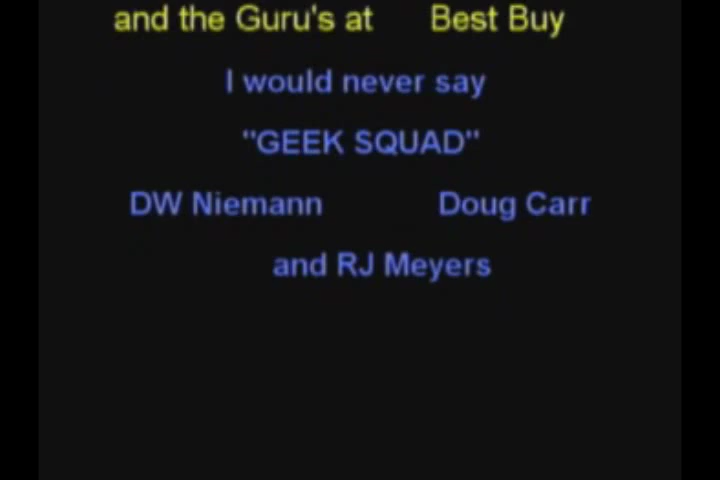 and the Guru's at Best Buy
I would never say
"GEEK SQUAD"
DW Niemann Doug Carr
and RJ Meyers